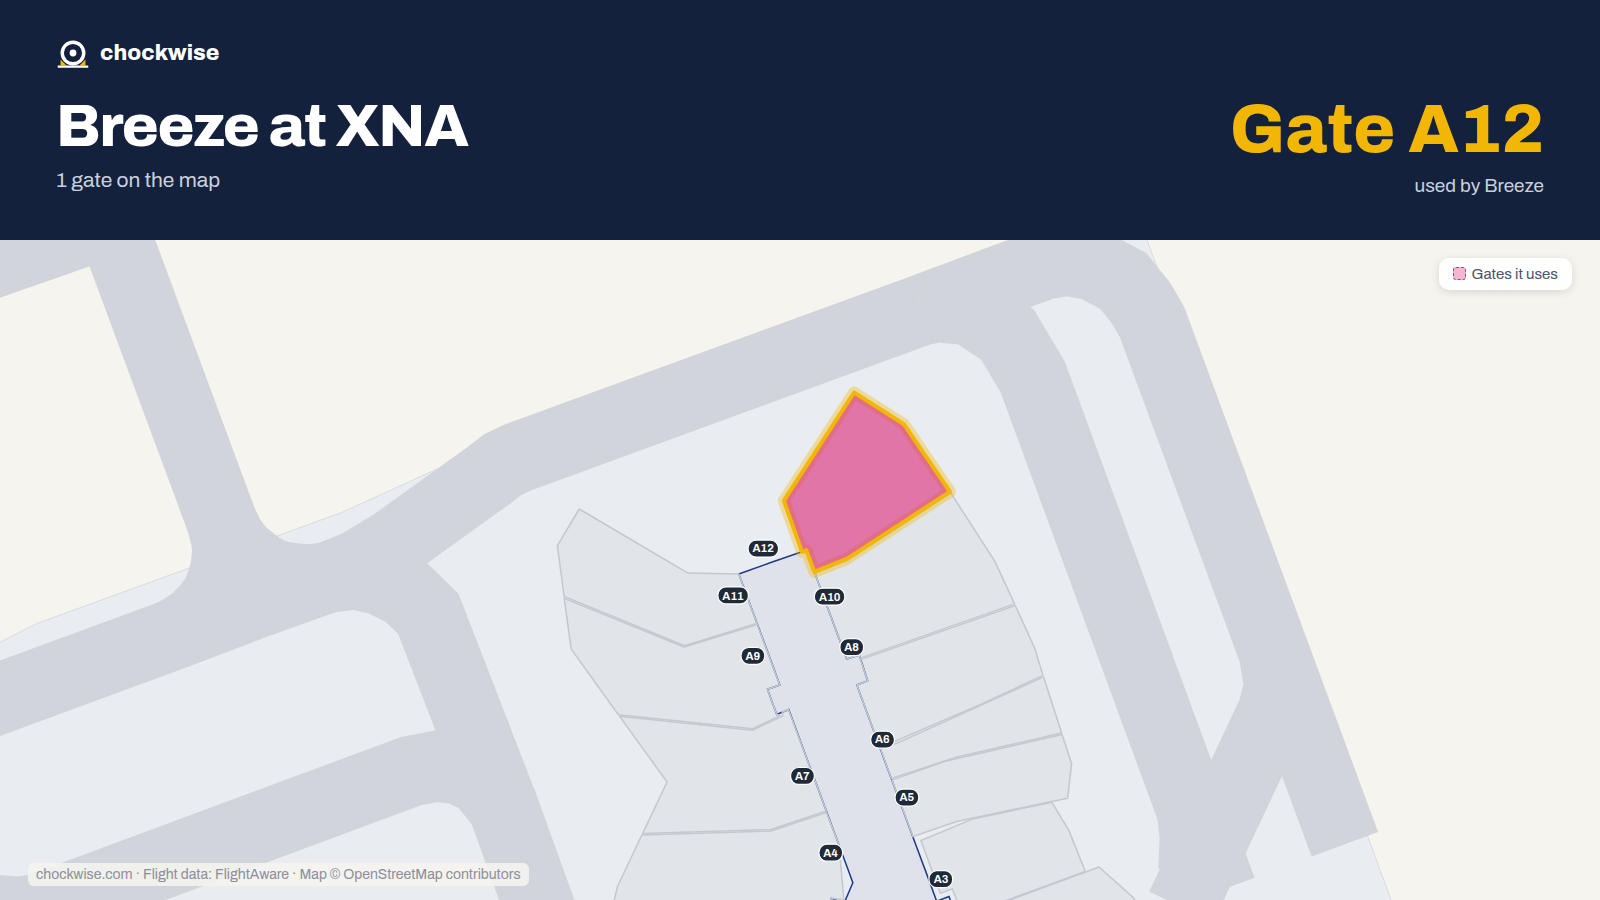 chockwise
Breeze at XNA
1 gate on the map
Gate A12
used by Breeze
Gates it uses
A12
A11
A10
A8
A9
A6
A7
A5
A4
A3
chockwise.com · Flight data: FlightAware · Map © OpenStreetMap contributors